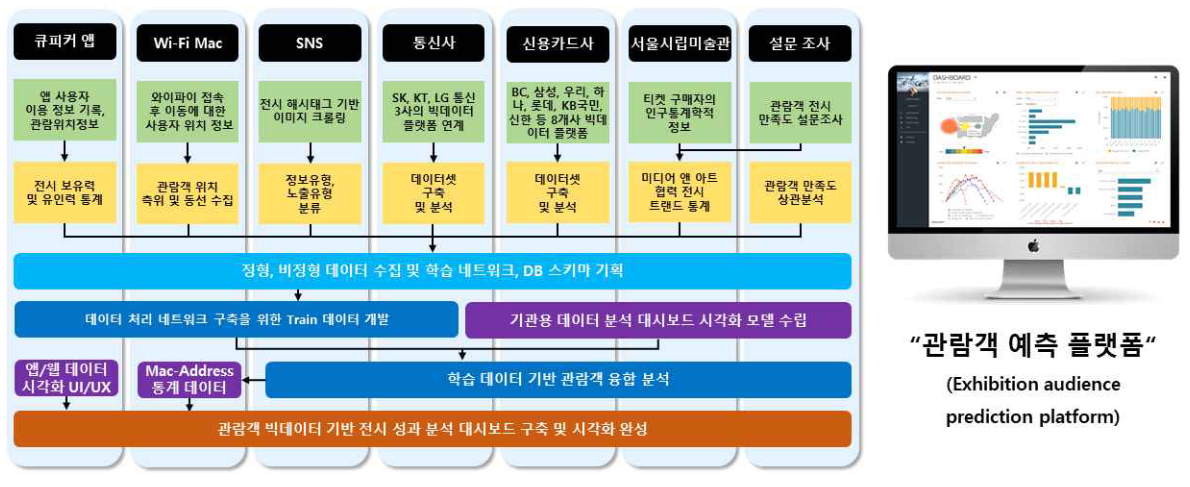 큐피커 앱
Wi-Fi Mac
SNS
통신사
신용카드사
서울시립미술관
설문 조사
앱 사용자
이용 정보 기록,
관람위치정보
와이파이 접속
후 이동에 대한
사용자 위치 정보
전시 해시태그 기반
이미지 크롤링
SK, KT, LG 통신
3사의 빅데이터
플랫폼 연계
BC, 삼성, 우리, 하
나, 롯데, KB국민,
신한 등 8개사 빅데
이터 플랫폼
티켓 구매자의
인구통계학적
정보
관람객 전시
만족도 설문조사
전시 보유력
및 유인력 통계
관람객 위치
측위 및 동선 수집
정보유형,
노출유형
분류
데이터셋
구축
및 분석
데이터셋
구축
및 분석
미디어 앤 아트
협력 전시
트랜드 통계
관람객 만족도
상관분석
정형, 비정형 데이터 수집 및 학습 네트워크, DB 스키마 기획
데이터 처리 네트워크 구축을 위한 Train 데이터 개발
기관용 데이터 분석 대시보드 시각화 모델 수립
앱/웹 데이터
시각화 UI/UX
Mac-Address
통계 데이터
학습 데이터 기반 관람객 융합 분석
관람객 빅데이터 기반 전시 성과 분석 대시보드 구축 및 시각화 완성
DASHBOARD
“관람객 예측 플랫폼“
(Exhibition audience
prediction platform)